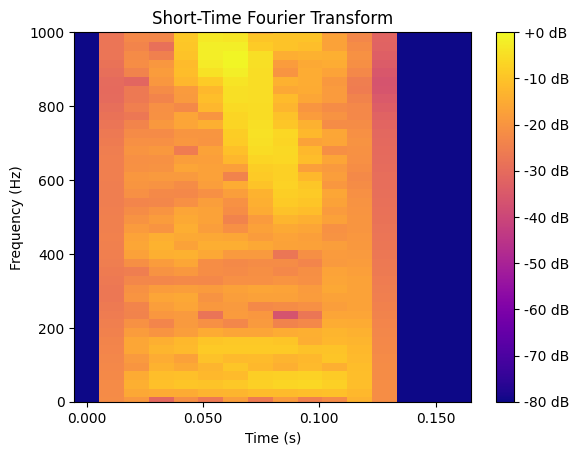 Short-Time Fourier Transform
1000
800
600
400
200
0
Frequency (Hz)
0.000
0.050
0.100
0.150
Time (s)
+0 dB
-10 dB
-20 dB
-30 dB
-40 dB
-50 dB
-60 dB
-70 dB
-80 dB